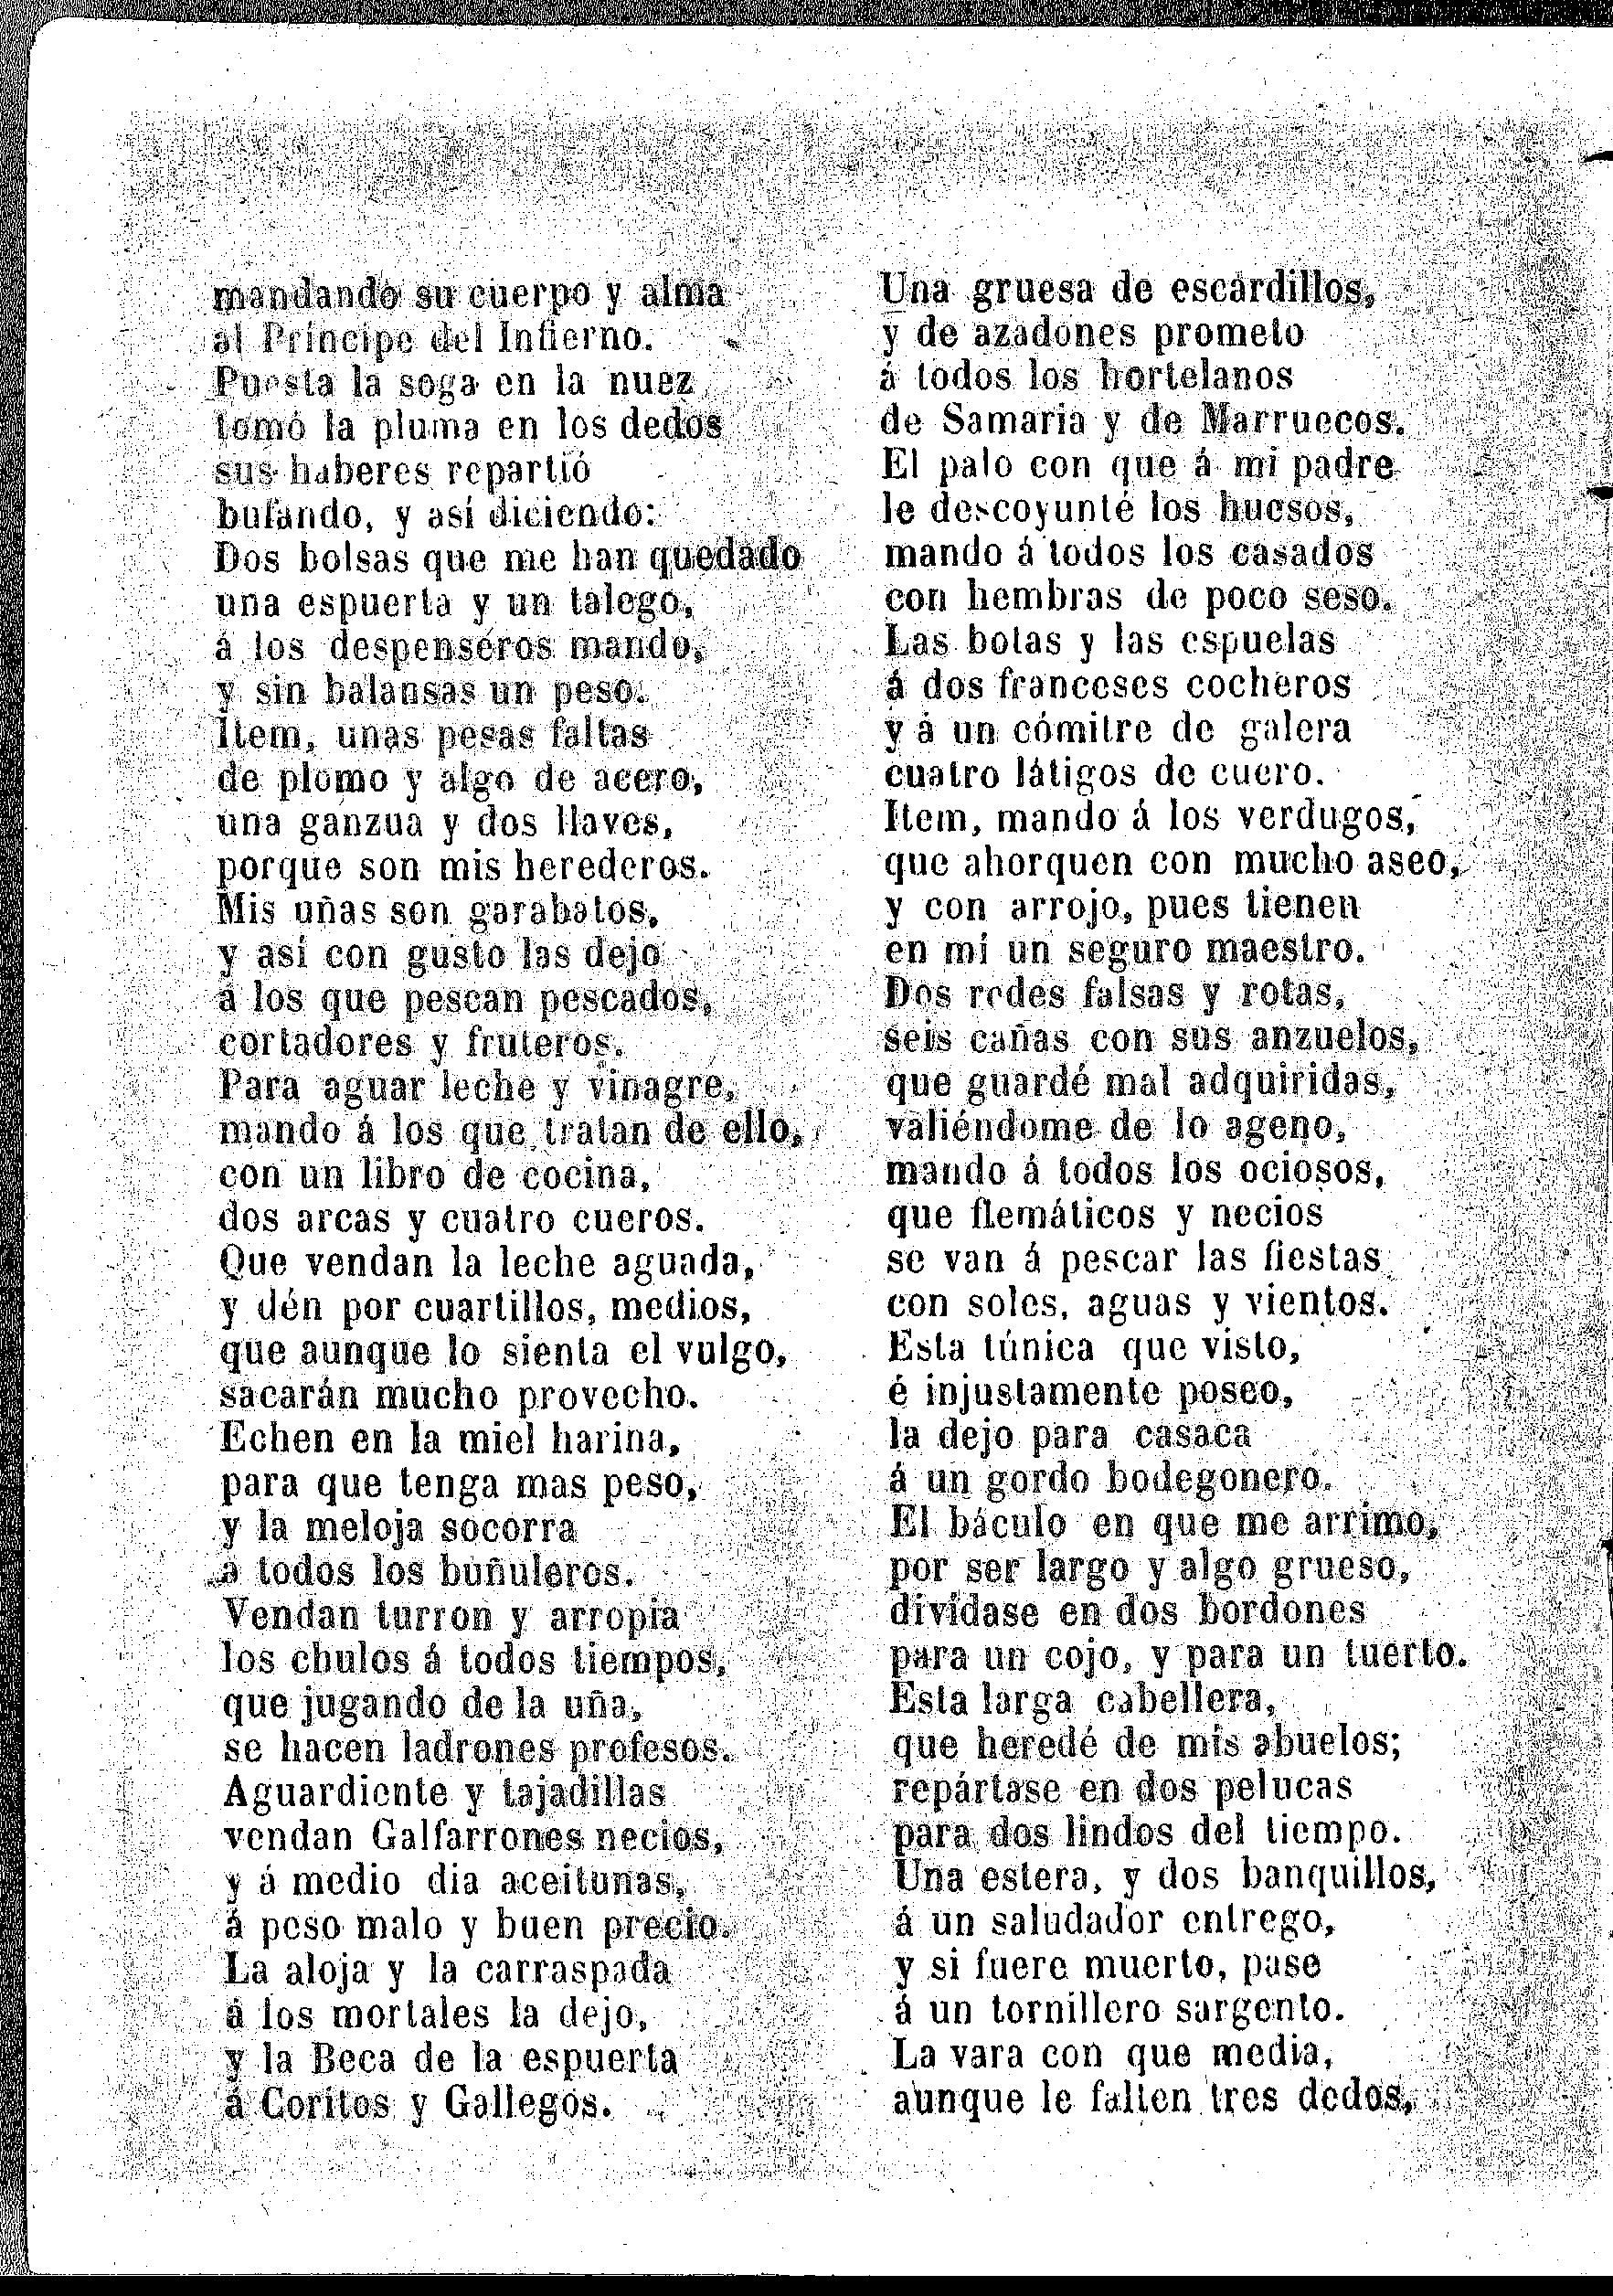 mandando su cuerpo y alma
al Príncipe del Infierno.
Puesta la soga en la nuez
tomó la pluma en los dedos
sus haberes repartió
bufando, y así diciendo:
Dos bolsas que me han quedado
una espuerta y un talego,
á los despenseros mando,
y sin balansas un peso.
Item, unas pesas faltas
de plomo y algo de acero,
una ganzua y dos llaves,
porque son mis herederos.
Mis uñas son garabatos,
y así con gusto las dejo
á los que pescan pescados,
cortadores y fruteros.
Para aguar leche y vinagre,
mando á los que tratan de ello,
con un libro de cocina,
dos arcas y cuatro cueros.
Que vendan la leche aguada,
y dén por cuartillos, medios,
que aunque lo sienta el vulgo,
sacarán mucho provecho.
Echen en la miel harina,
para que tenga mas peso,
y la meloja socorra
á todos los buñuleros.
Vendan turron y arropia
los chulos á todos tiempos,
que jugando de la uña,
se hacen ladrones profesos.
Aguardiente y tajadillas
vendan Galfarrones necios,
y á medio dia aceitunas,
á peso malo y buen precio.
La aloja y la carraspada
á los mortales la dejo,
y la Beca de la espuerta
á Coritos y Gallegos.
Una gruesa de escardillos,
y de azadones prometo
á todos los hortelanos
de Samaria y de Marruecos.
El palo con que á mi padre
le descoyunté los huesos,
mando á todos los casados
con hembras de poco seso.
Las botas y las espuelas
á dos franceses cocheros
y á un cómitre de galera
cuatro látigos de cuero.
Item, mando á los verdugos,
que ahorquen con mucho aseo,
y con arrojo, pues tienen
en mí un seguro maestro.
Dos redes falsas y rotas,
seis cañas con sus anzuelos,
que guardé mal adquiridas,
valiéndome de lo ageno,
mando á todos los ociosos,
que flemáticos y necios
se van á pescar las fiestas
con soles, aguas y vientos.
Esta túnica que visto,
é injustamente poseo,
la dejo para casaca
á un gordo bodegonero.
El báculo en que me arrimo,
por ser largo y algo grueso,
divídase en dos bordones
para un cojo, y para un tuerto.
Esta larga cabellera,
que heredé de mis abuelos;
repártase en dos pelucas
para dos lindos del tiempo.
Una estera, y dos banquillos,
á un saludador entrego,
y si fuere muerto, pase
á un tornillero sargento.
La vara con que media,
aunque le falten tres dedos,